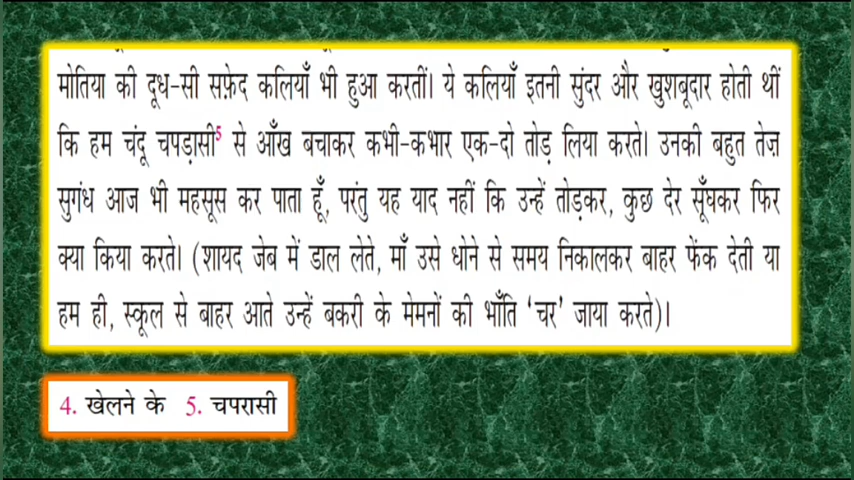 मोतिया की दूध-सी सफ़ेद कलियाँ भी हुआ करतीं। ये कलियाँ इतनी सुंदर और खुशबूदार होती थीं
कि हम चंदू चपड़ासी5 से आँख बचाकर कभी-कभार एक-दो तोड़ लिया करते। उनकी बहुत तेज़
सुगंध आज भी महसूस कर पाता हूँ, परंतु यह याद नहीं कि उन्हें तोड़कर, कुछ देर सूँघकर फिर
क्या किया करते। (शायद जेब में डाल लेते, माँ उसे धोने से समय निकालकर बाहर फेंक देती या
हम ही, स्कूल से बाहर आते उन्हें बकरी के मेमनों की भाँति 'चर' जाया करते)।
4. खेलने के 5. चपरासी